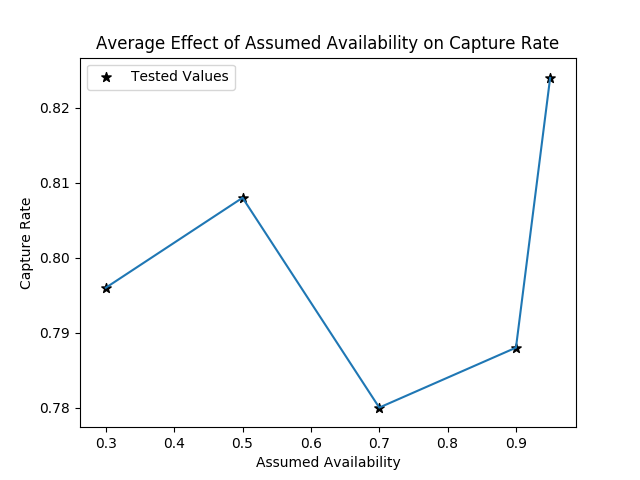 Average Effect of Assumed Availability on Capture Rate
Tested Values
0.82
0.81
0.80
0.79
0.78
Capture Rate
0.3 0.4 0.5 0.6 0.7 0.8 0.9
Assumed Availability